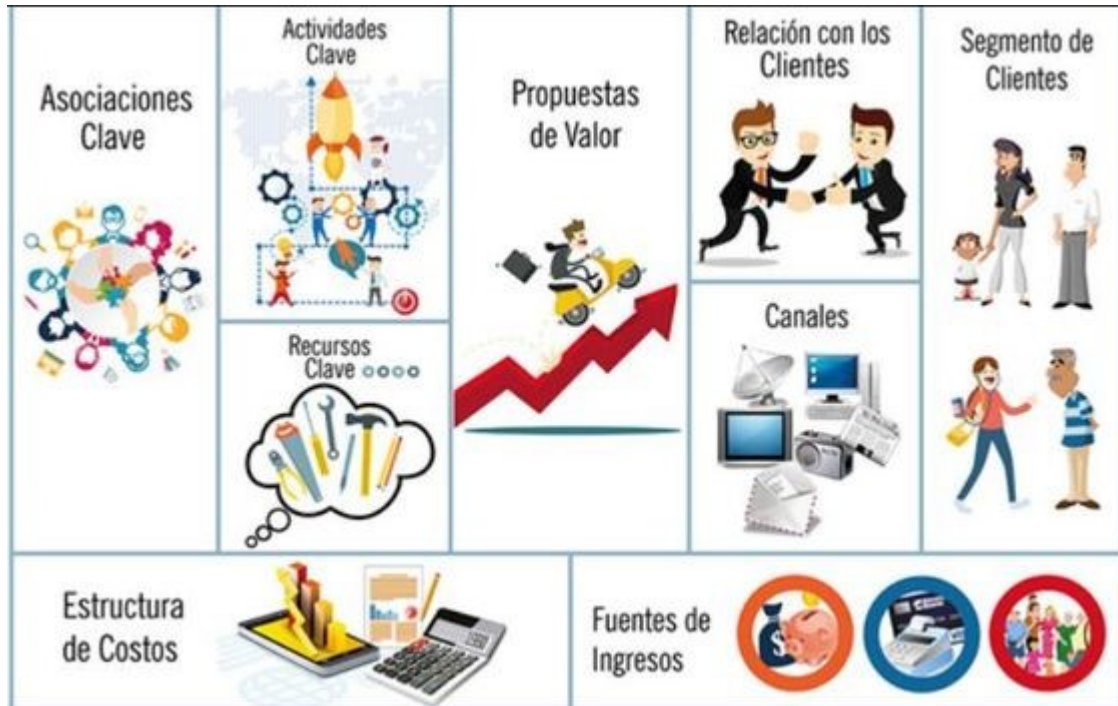 Asociaciones
Clave
Actividades
Clave
Recursos
Clave
Propuestas
de Valor
Relación con los
Clientes
Canales
Segmento de
Clientes
Estructura
de Costos
Fuentes de
Ingresos